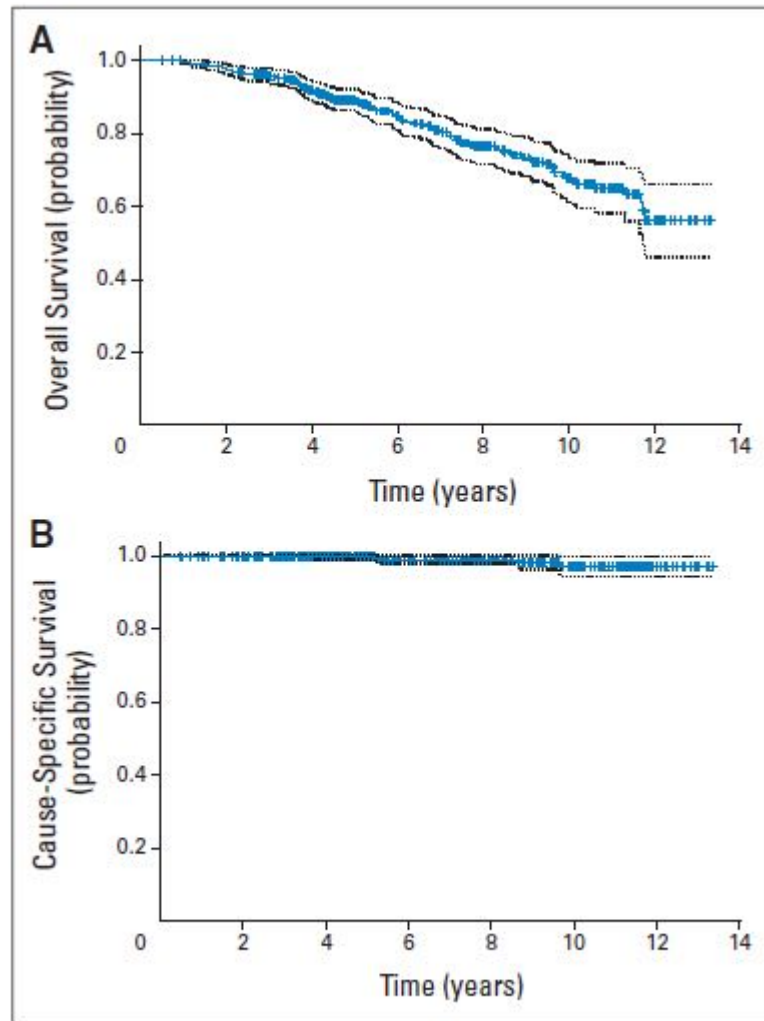 A
Overall Survival (probability)
1.0
0.8
0.6
0.4
0.2
0 2 4 6 8 10 12 14
Time (years)
B
Cause-Specific Survival
(probability)
1.0
0.8
0.6
0.4
0.2
0 2 4 6 8 10 12 14
Time (years)